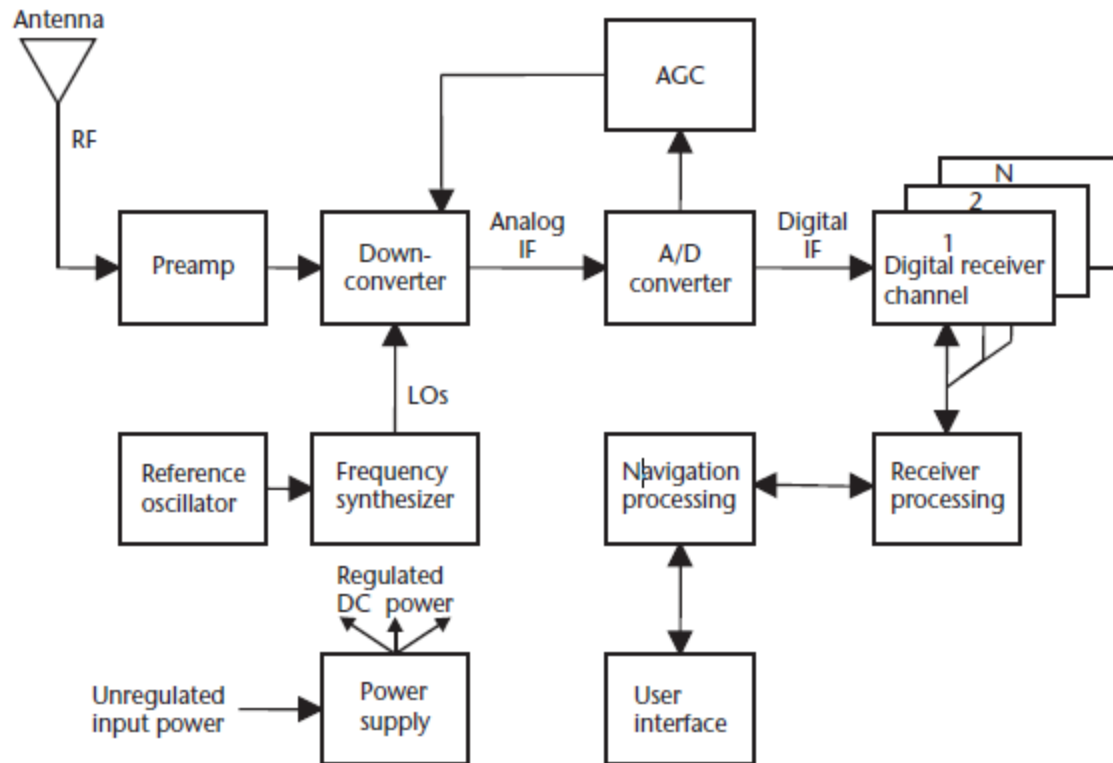 Antenna
AGC
RF
N
2
Analog
IF
Digital
IF
1
Preamp
Down-
converter
A/D
converter
Digital receiver
channel
LOs
Reference
oscillator
Frequency
synthesizer
Navigation
processing
Receiver
processing
Regulated
DC power
Unregulated
input power
Power
supply
User
interface